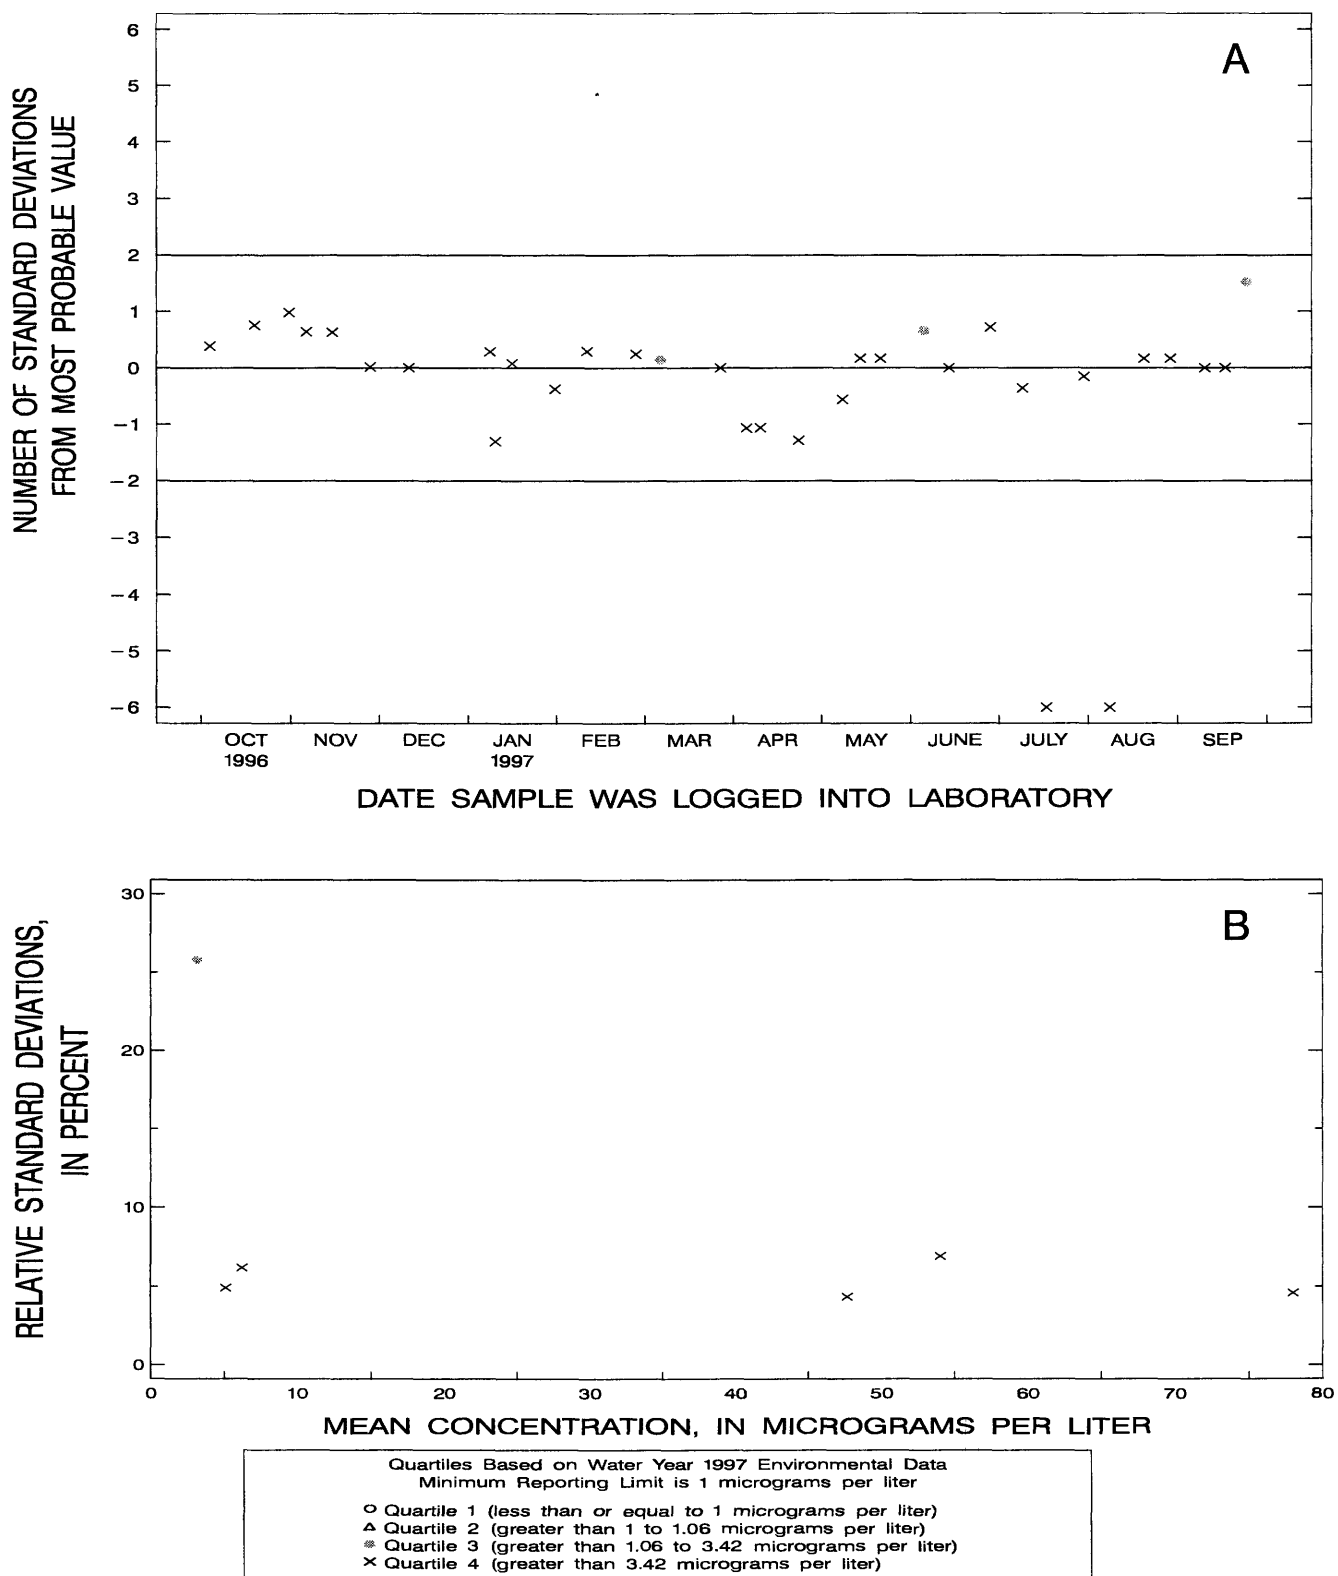 A
NUMBER OF STANDARD DEVIATIONS
FROM MOST PROBABLE VALUE
6
5
4
3
2
1
0
-1
-2
-3
-4
-5
-6
OCT NOV DEC JAN FEB MAR APR MAY JUNE JULY AUG SEP
1996 1997
DATE SAMPLE WAS LOGGED INTO LABORATORY
B
RELATIVE STANDARD DEVIATIONS,
IN PERCENT
30
20
10
0
0 10 20 30 40 50 60 70 80
MEAN CONCENTRATION, IN MICROGRAMS PER LITER
Quartiles Based on Water Year 1997 Environmental Data
Minimum Reporting Limit is 1 micrograms per liter
Quartile 1 (less than or equal to 1 micrograms per liter)
Quartile 2 (greater than 1 to 1.06 micrograms per liter)
Quartile 3 (greater than 1.06 to 3.42 micrograms per liter)
Quartile 4 (greater than 3.42 micrograms per liter)